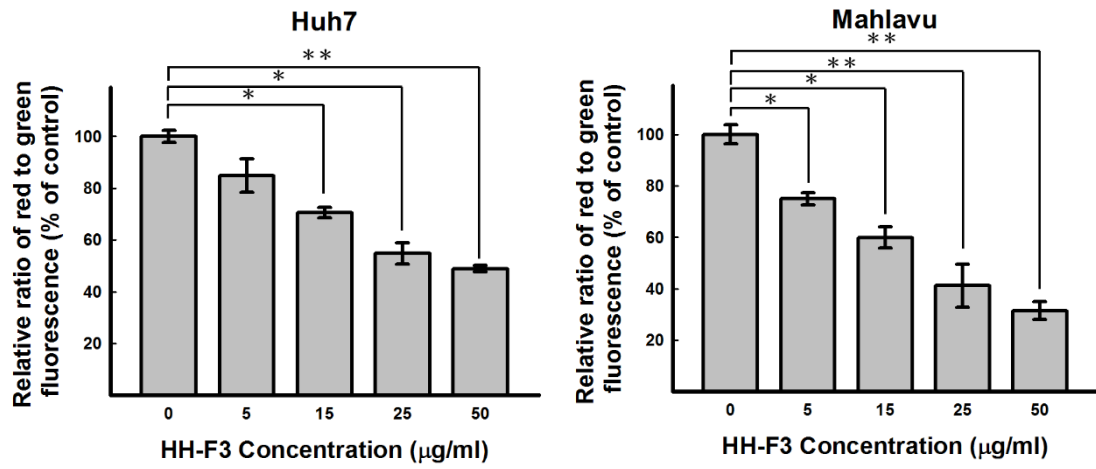 Huh7
**
*
*
Relative ratio of red to green
fluorescence (% of control)
100
80
60
40
20
0 5 15 25 50
HH-F3 Concentration (μg/ml)
Mahlavu
**
**
*
*
Relative ratio of red to green
fluorescence (% of control)
100
80
60
40
20
0 5 15 25 50
HH-F3 Concentration (μg/ml)